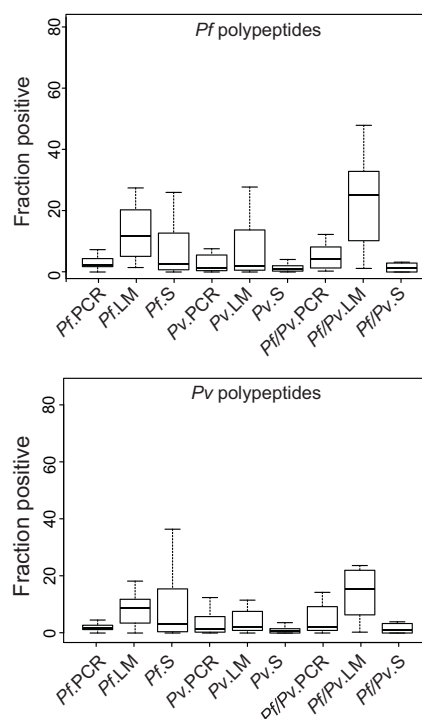 Pf polypeptides
Fraction positive
80
60
40
20
0
Pf.PCR
Pf.LM
Pf.S
Pv.PCR
Pv.LM
Pv.S
Pf/Pv.PCR
Pf/Pv.LM
Pf/Pv.S
Pv polypeptides
Fraction positive
80
60
40
20
0
Pf.PCR
Pf.LM
Pf.S
Pv.PCR
Pv.LM
Pv.S
Pf/Pv.PCR
Pf/Pv.LM
Pf/Pv.S